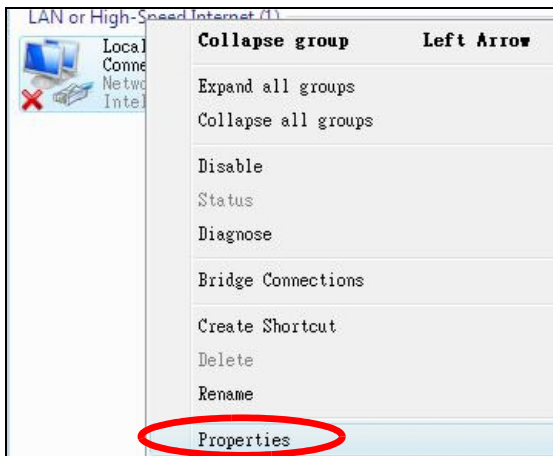 LAN or High-Speed Internet (1)
Local
Conne
Netwo
Intel
Collapse group Left Arrow
Expand all groups
Collapse all groups
Disable
Status
Diagnose
Bridge Connections
Create Shortcut
Delete
Rename
Properties